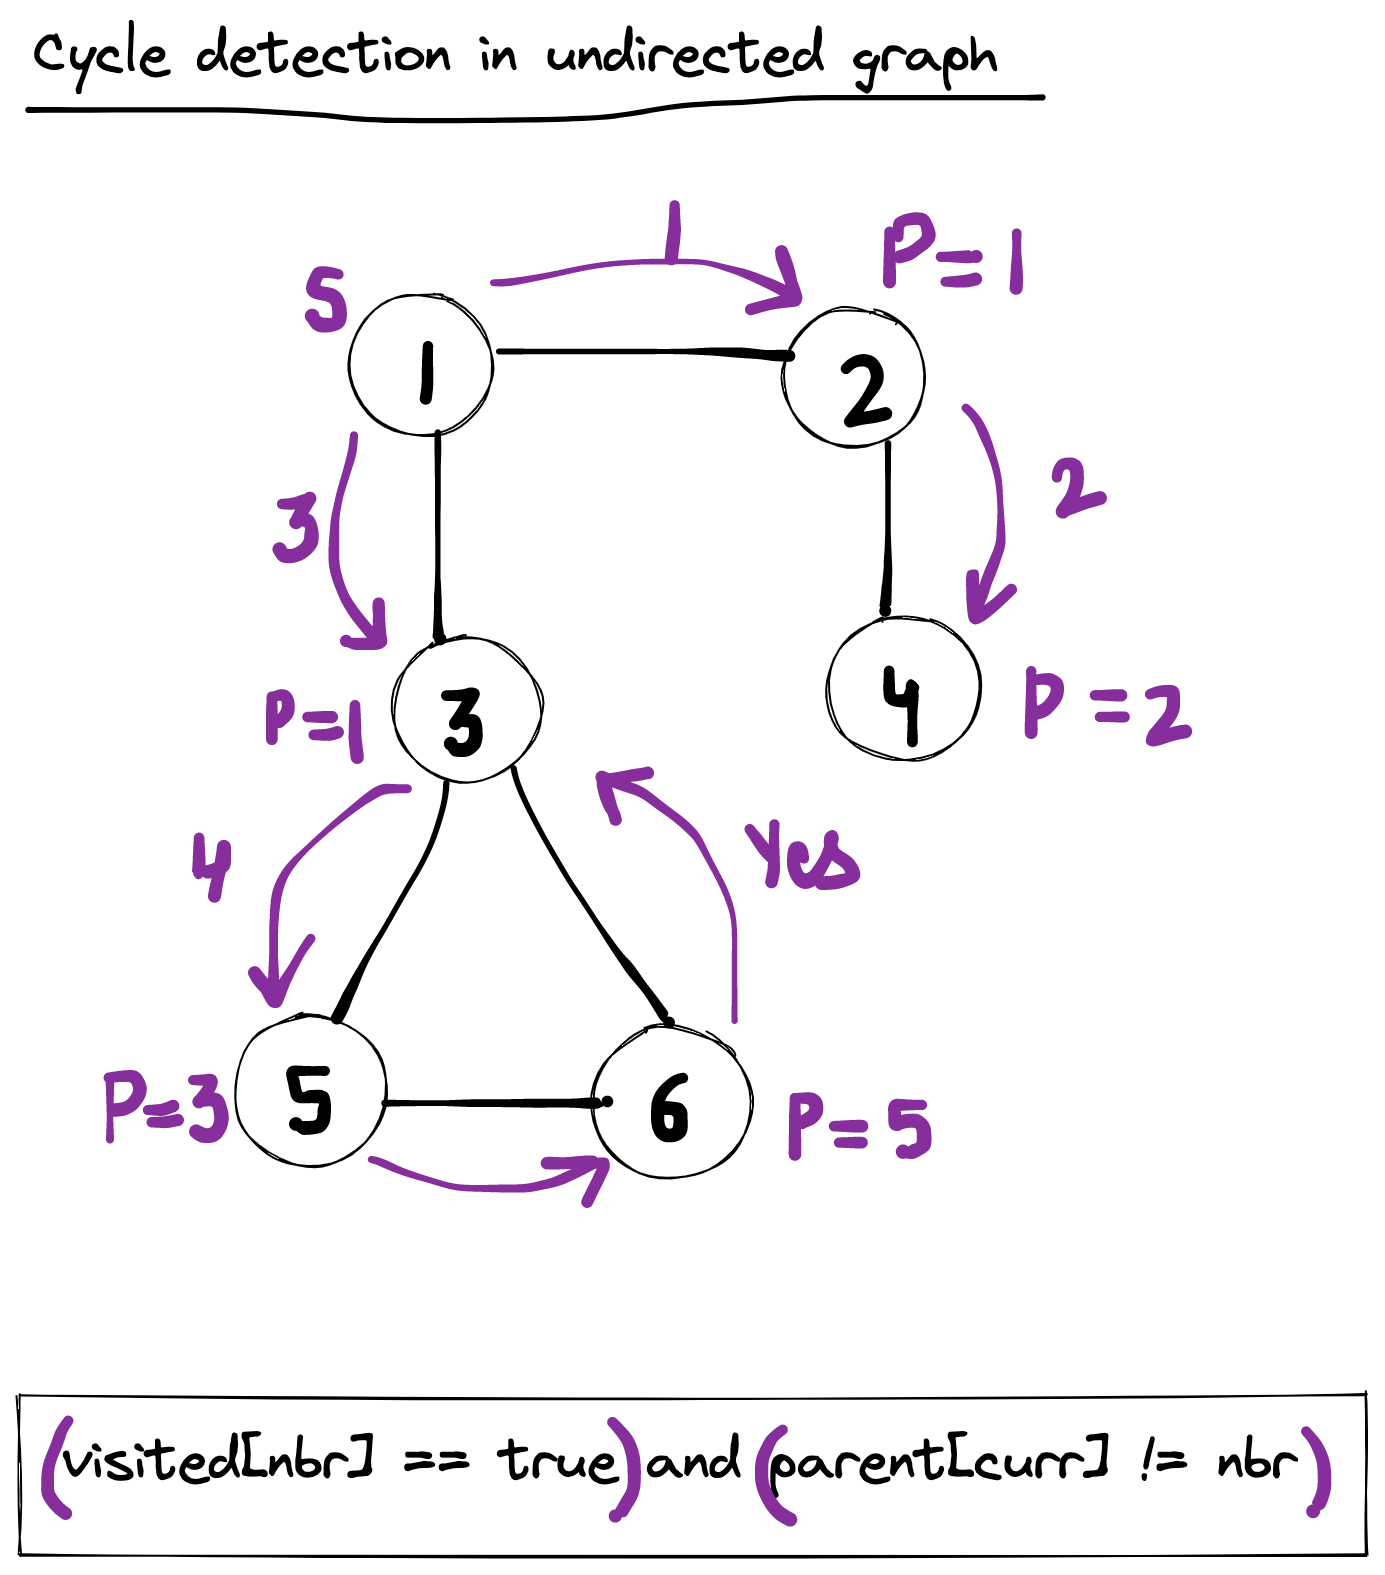 Cycle detection in undirected graph
1
S
P=1
1
2
2
3
4
P=1
3
P=2
4
Yes
P=3
5
6
P=5
(visited[nbr] == true) and (parent[curr] != nbr)